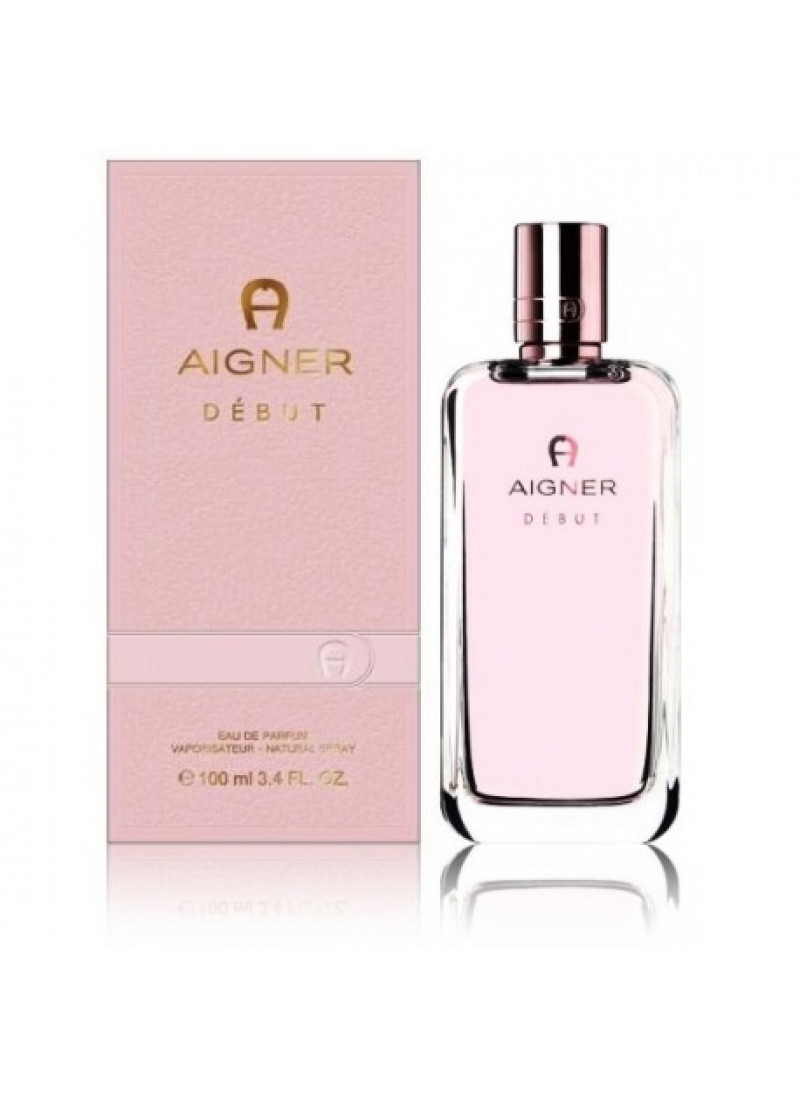 AIGNER
DÉBUT
EAU DE PARFUM
VAPORISATEUR - NATURAL SPRAY
℮ 100 ml 3.4 FL. OZ.
AIGNER
DÉBUT